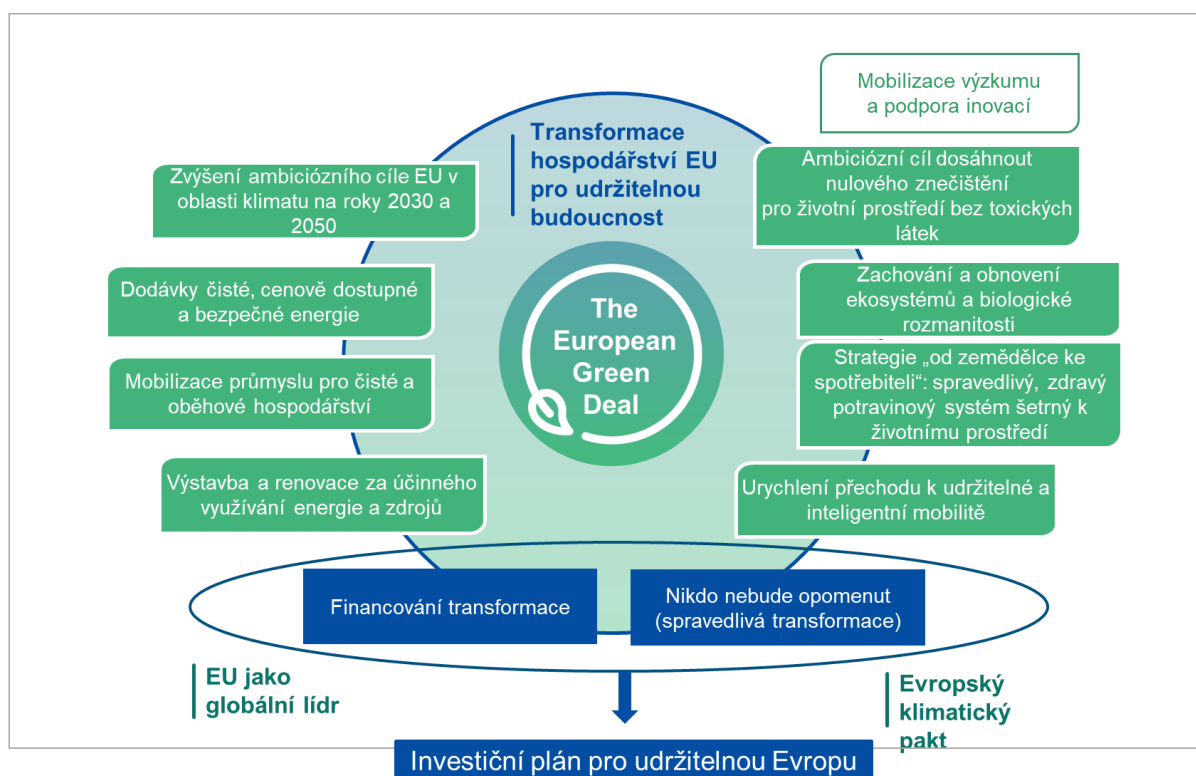 Mobilizace výzkumu
a podpora inovací
Transformace
hospodářství EU
pro udržitelnou
budoucnost
Zvýšení ambiciózního cíle EU v
oblasti klimatu na roky 2030 a
2050
Ambiciózní cíl dosáhnout
nulového znečištění
pro životní prostředí bez toxických
látek
Dodávky čisté, cenově dostupné
a bezpečné energie
Zachování a obnovení
ekosystémů a biologické
rozmanitosti
The
European
Green
Deal
Mobilizace průmyslu pro čisté a
oběhové hospodářství
Strategie „od zemědělce ke
spotřebiteli“: spravedlivý, zdravý
potravinový systém šetrný k
životnímu prostředí
Výstavba a renovace za účinného
využívání energie a zdrojů
Urychlení přechodu k udržitelné a
inteligentní mobilitě
Financování transformace
Nikdo nebude opomenut
(spravedlivá transformace)
EU jako
globální lídr
Evropský
klimatický
pakt
Investiční plán pro udržitelnou Evropu